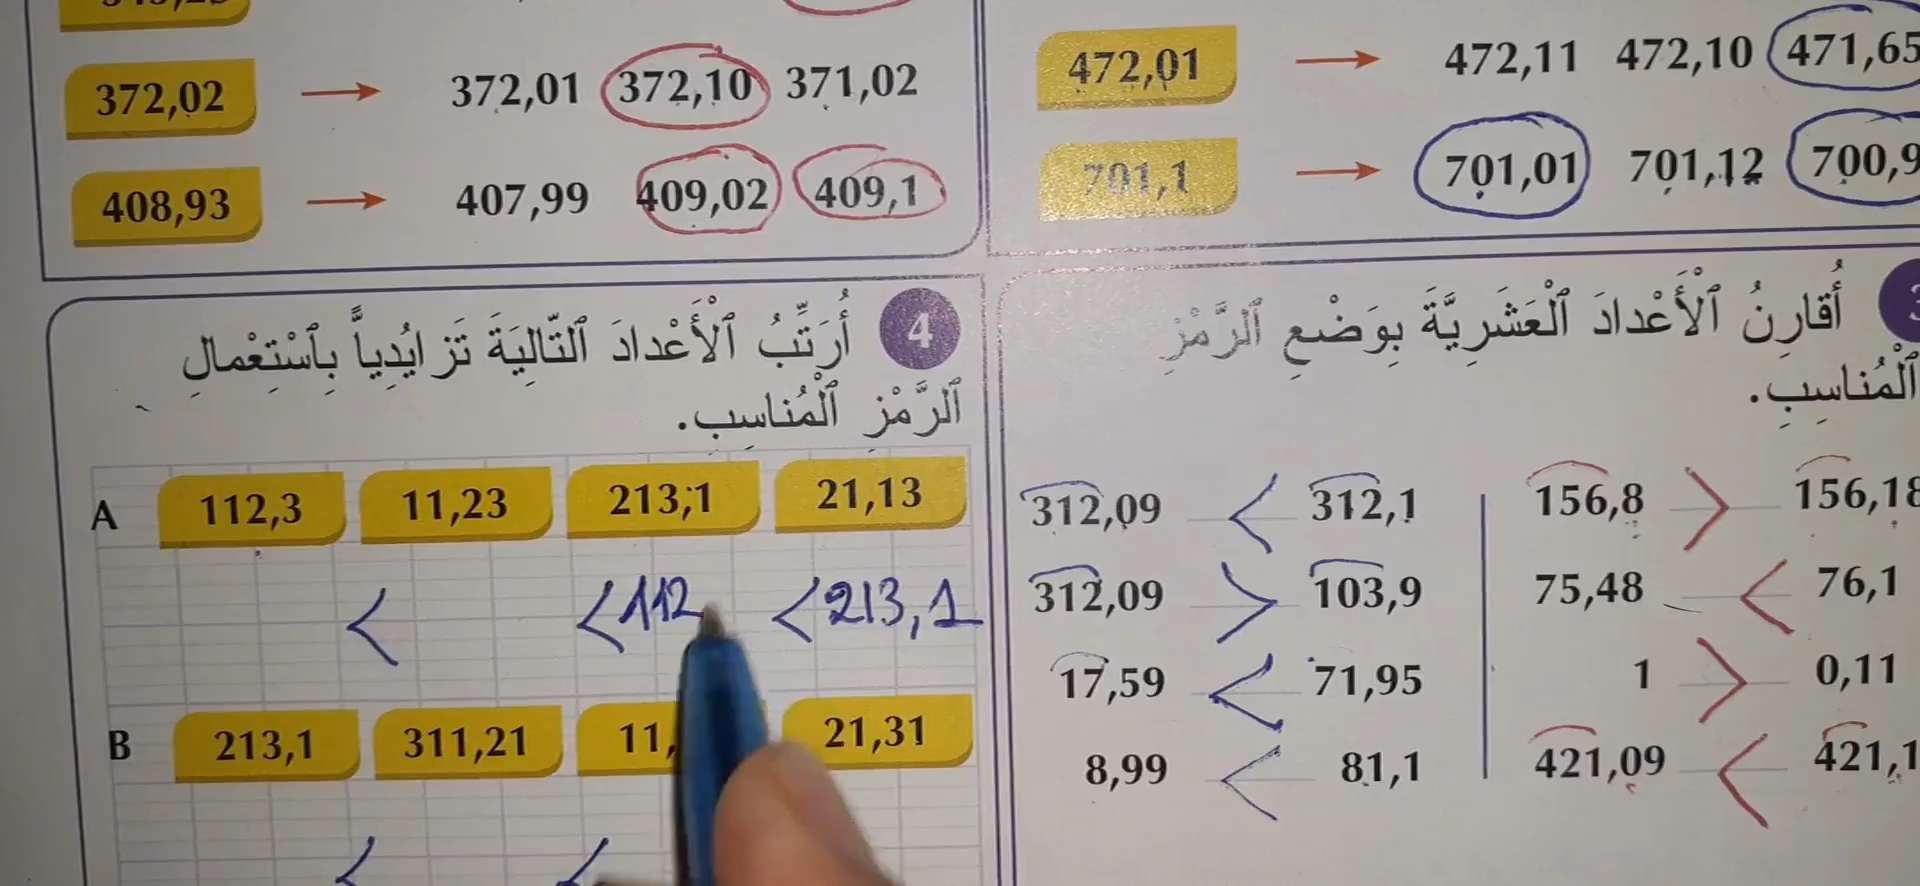 372,02 → 372,01 372,10 371,02
408,93 → 407,99 409,02 409,1
472,01 → 472,11 472,10 471,65
701,1 → 701,01 701,12 700,9
4 أُرَتِّبُ ٱلْأَعْدادَ ٱلتّالِيَةَ تَزايُدِياً بِٱسْتِعْمالِ
ٱلرَّمْزِ ٱلْمُناسِبِ.
A 112,3 11,23 213,1 21,13
< < 112 < 213,1
B 213,1 311,21 11, 21,31
< <
3 أُقارِنُ ٱلْأَعْدادَ ٱلْعَشَرِيَّةَ بِوَضْعِ ٱلرَّمْزِ
ٱلْمُناسِبِ.
312,09 < 312,1 156,8 > 156,18
312,09 > 103,9 75,48 < 76,1
17,59 < 71,95 1 > 0,11
8,99 < 81,1 421,09 < 421,1